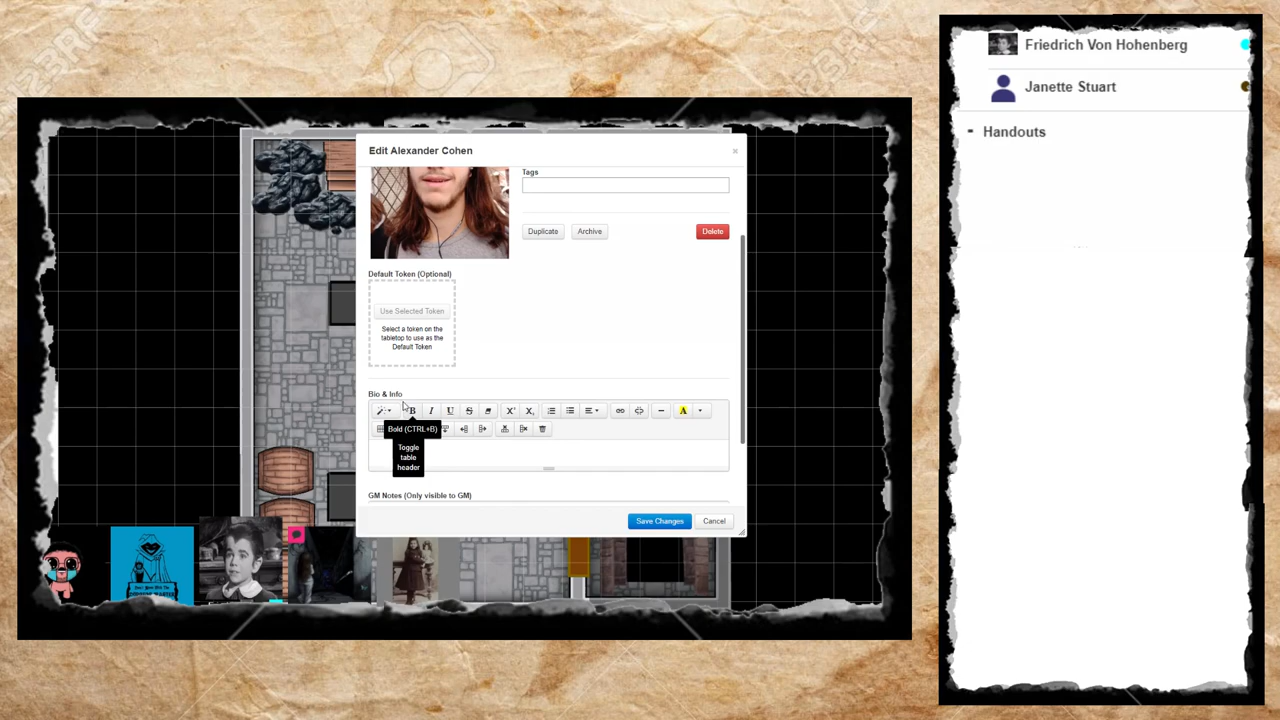 Friedrich Von Hohenberg
Janette Stuart
Handouts
Edit Alexander Cohen
Tags
Duplicate
Archive
Delete
Default Token (Optional)
Use Selected Token
Select a token on the
tabletop to use as the
Default Token
Bio & Info
Bold (CTRL+B)
Toggle
table
header
GM Notes (Only visible to GM)
Save Changes
Cancel